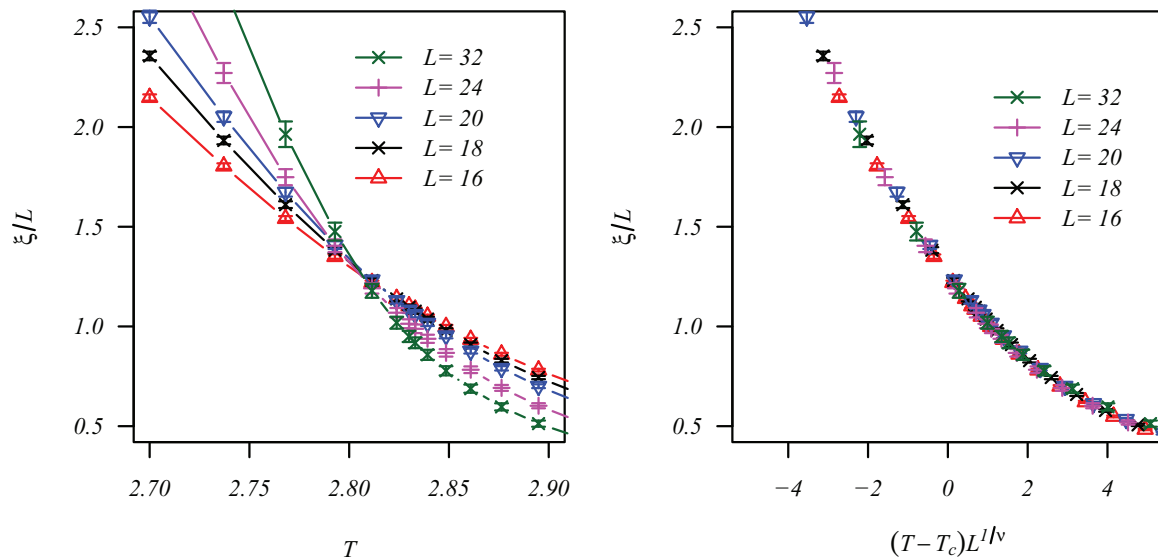 2.5
2.0
1.5
1.0
0.5
ξ/L
2.70 2.75 2.80 2.85 2.90
T
L= 32
L= 24
L= 20
L= 18
L= 16
2.5
2.0
1.5
1.0
0.5
ξ/L
−4 −2 0 2 4
(T−T_c)L^{1/ν}
L= 32
L= 24
L= 20
L= 18
L= 16